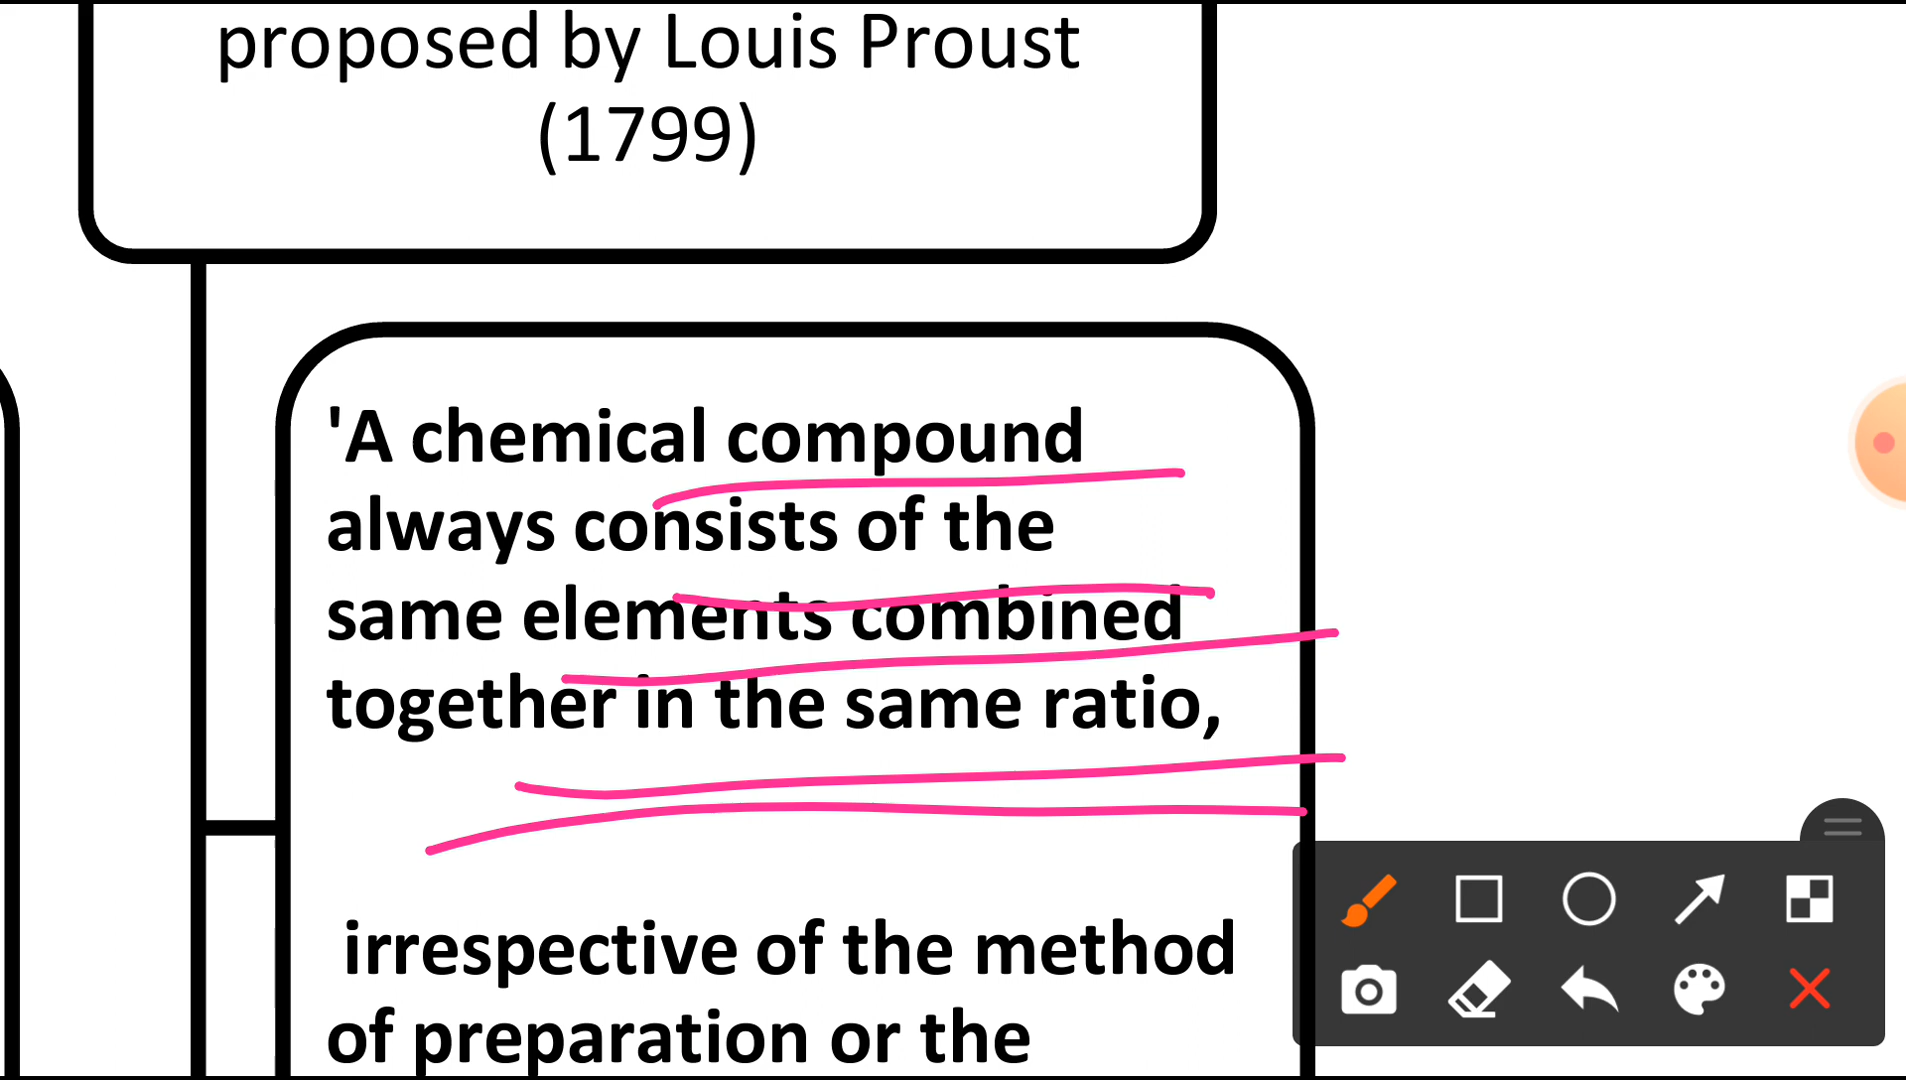 proposed by Louis Proust
(1799)
'A chemical compound
always consists of the
same elements combined
together in the same ratio,
irrespective of the method
of preparation or the